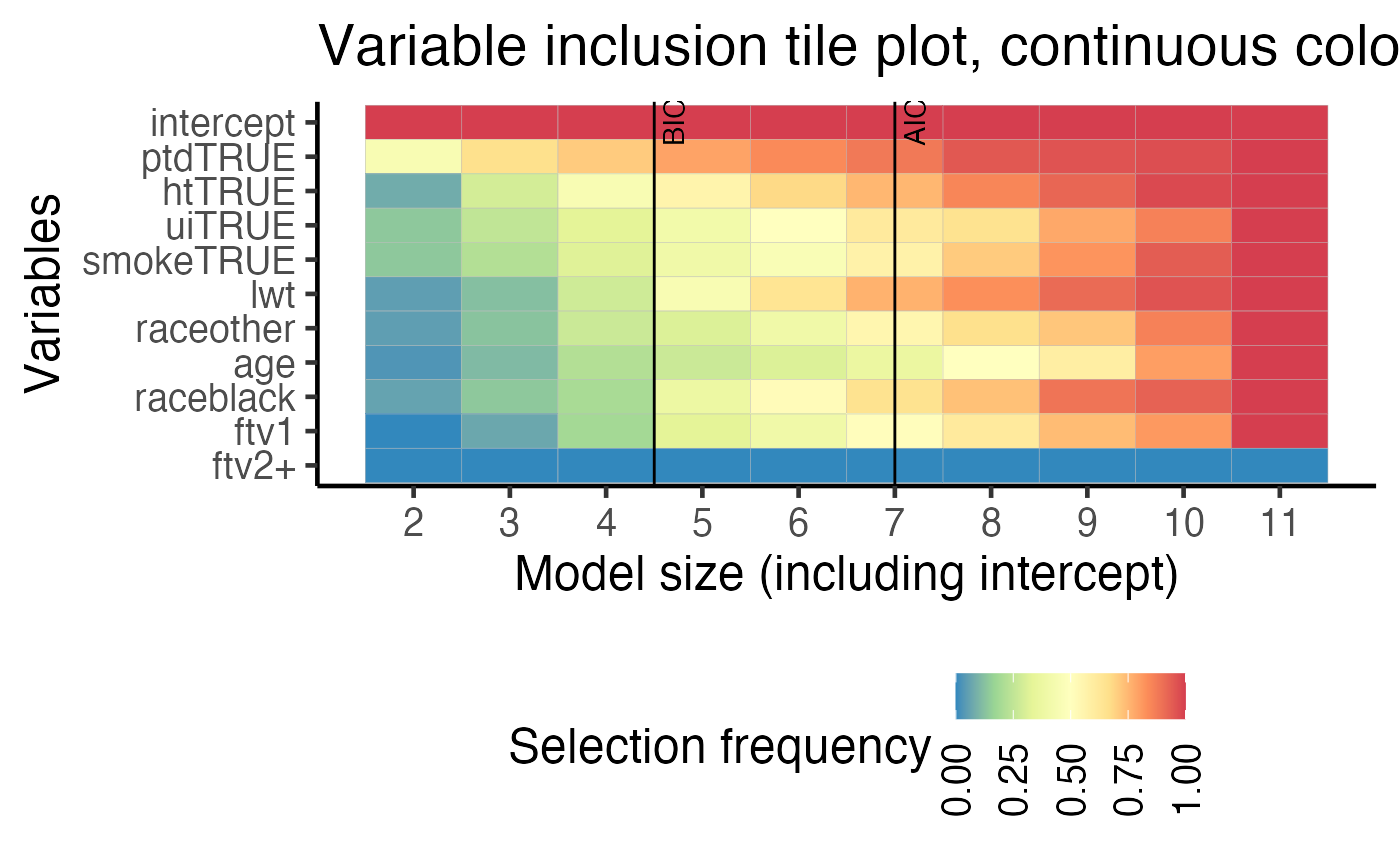 Variable inclusion tile plot, continuous colo
BIC
AIC
Variables
intercept
ptdTRUE
htTRUE
uiTRUE
smokeTRUE
lwt
raceother
age
raceblack
ftv1
ftv2+
2 3 4 5 6 7 8 9 10 11
Model size (including intercept)
Selection frequency
0.00 0.25 0.50 0.75 1.00